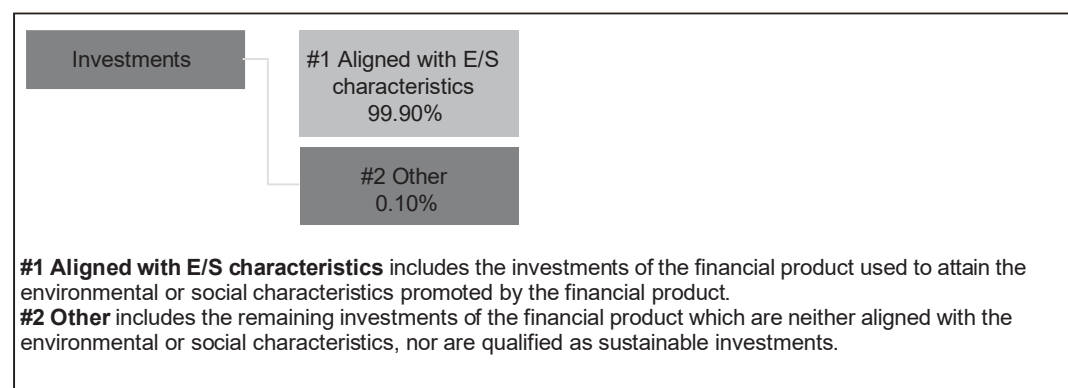 Investments
#1 Aligned with E/S
characteristics
99.90%
#2 Other
0.10%
#1 Aligned with E/S characteristics includes the investments of the financial product used to attain the
environmental or social characteristics promoted by the financial product.
#2 Other includes the remaining investments of the financial product which are neither aligned with the
environmental or social characteristics, nor are qualified as sustainable investments.